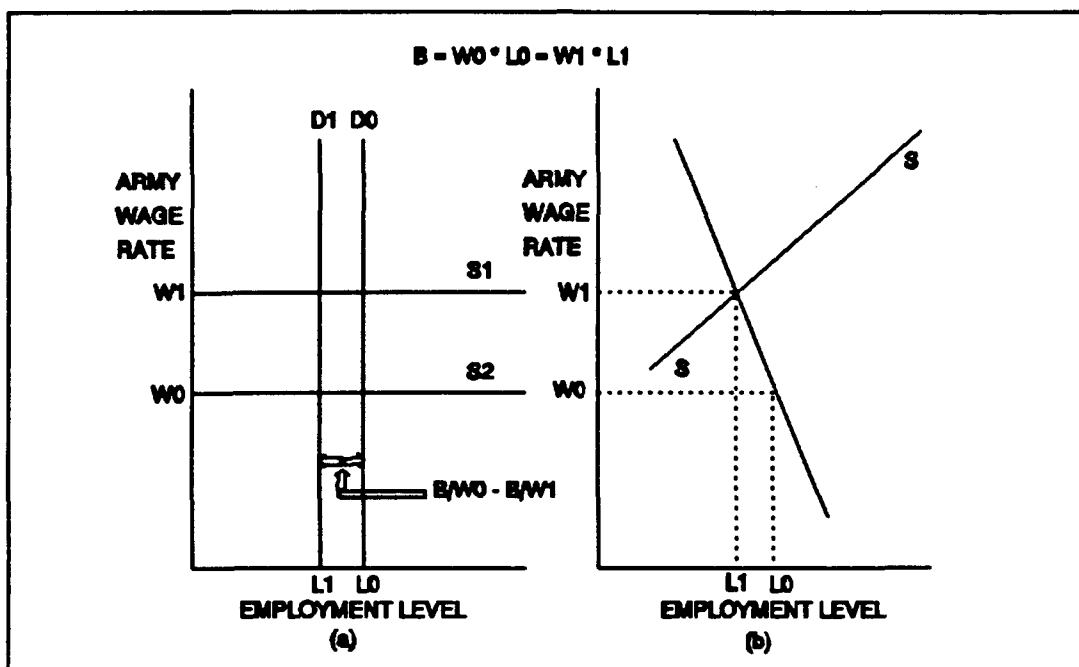 B = W0 * L0 = W1 * L1
D1 D0
ARMY
WAGE
RATE
S1
W1
S2
W0
B/W0 - B/W1
L1 L0
EMPLOYMENT LEVEL
(a)
ARMY
WAGE
RATE
S
W1
S
W0
L1 L0
EMPLOYMENT LEVEL
(b)